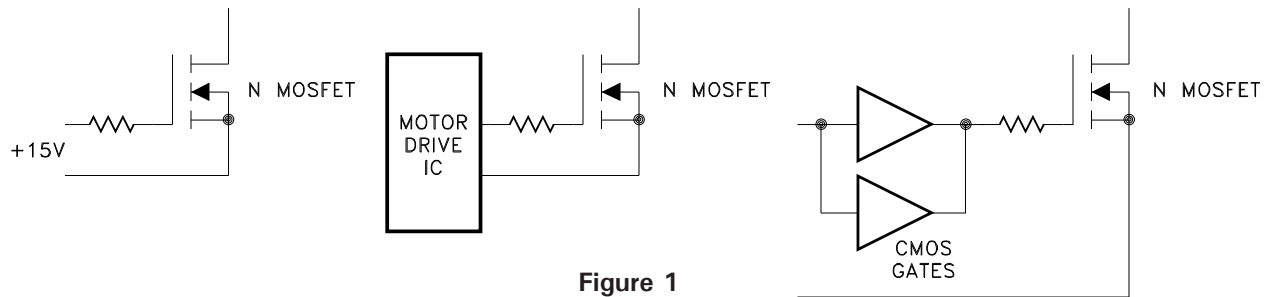 +15V
N MOSFET
MOTOR
DRIVE
IC
N MOSFET
CMOS
GATES
N MOSFET
Figure 1